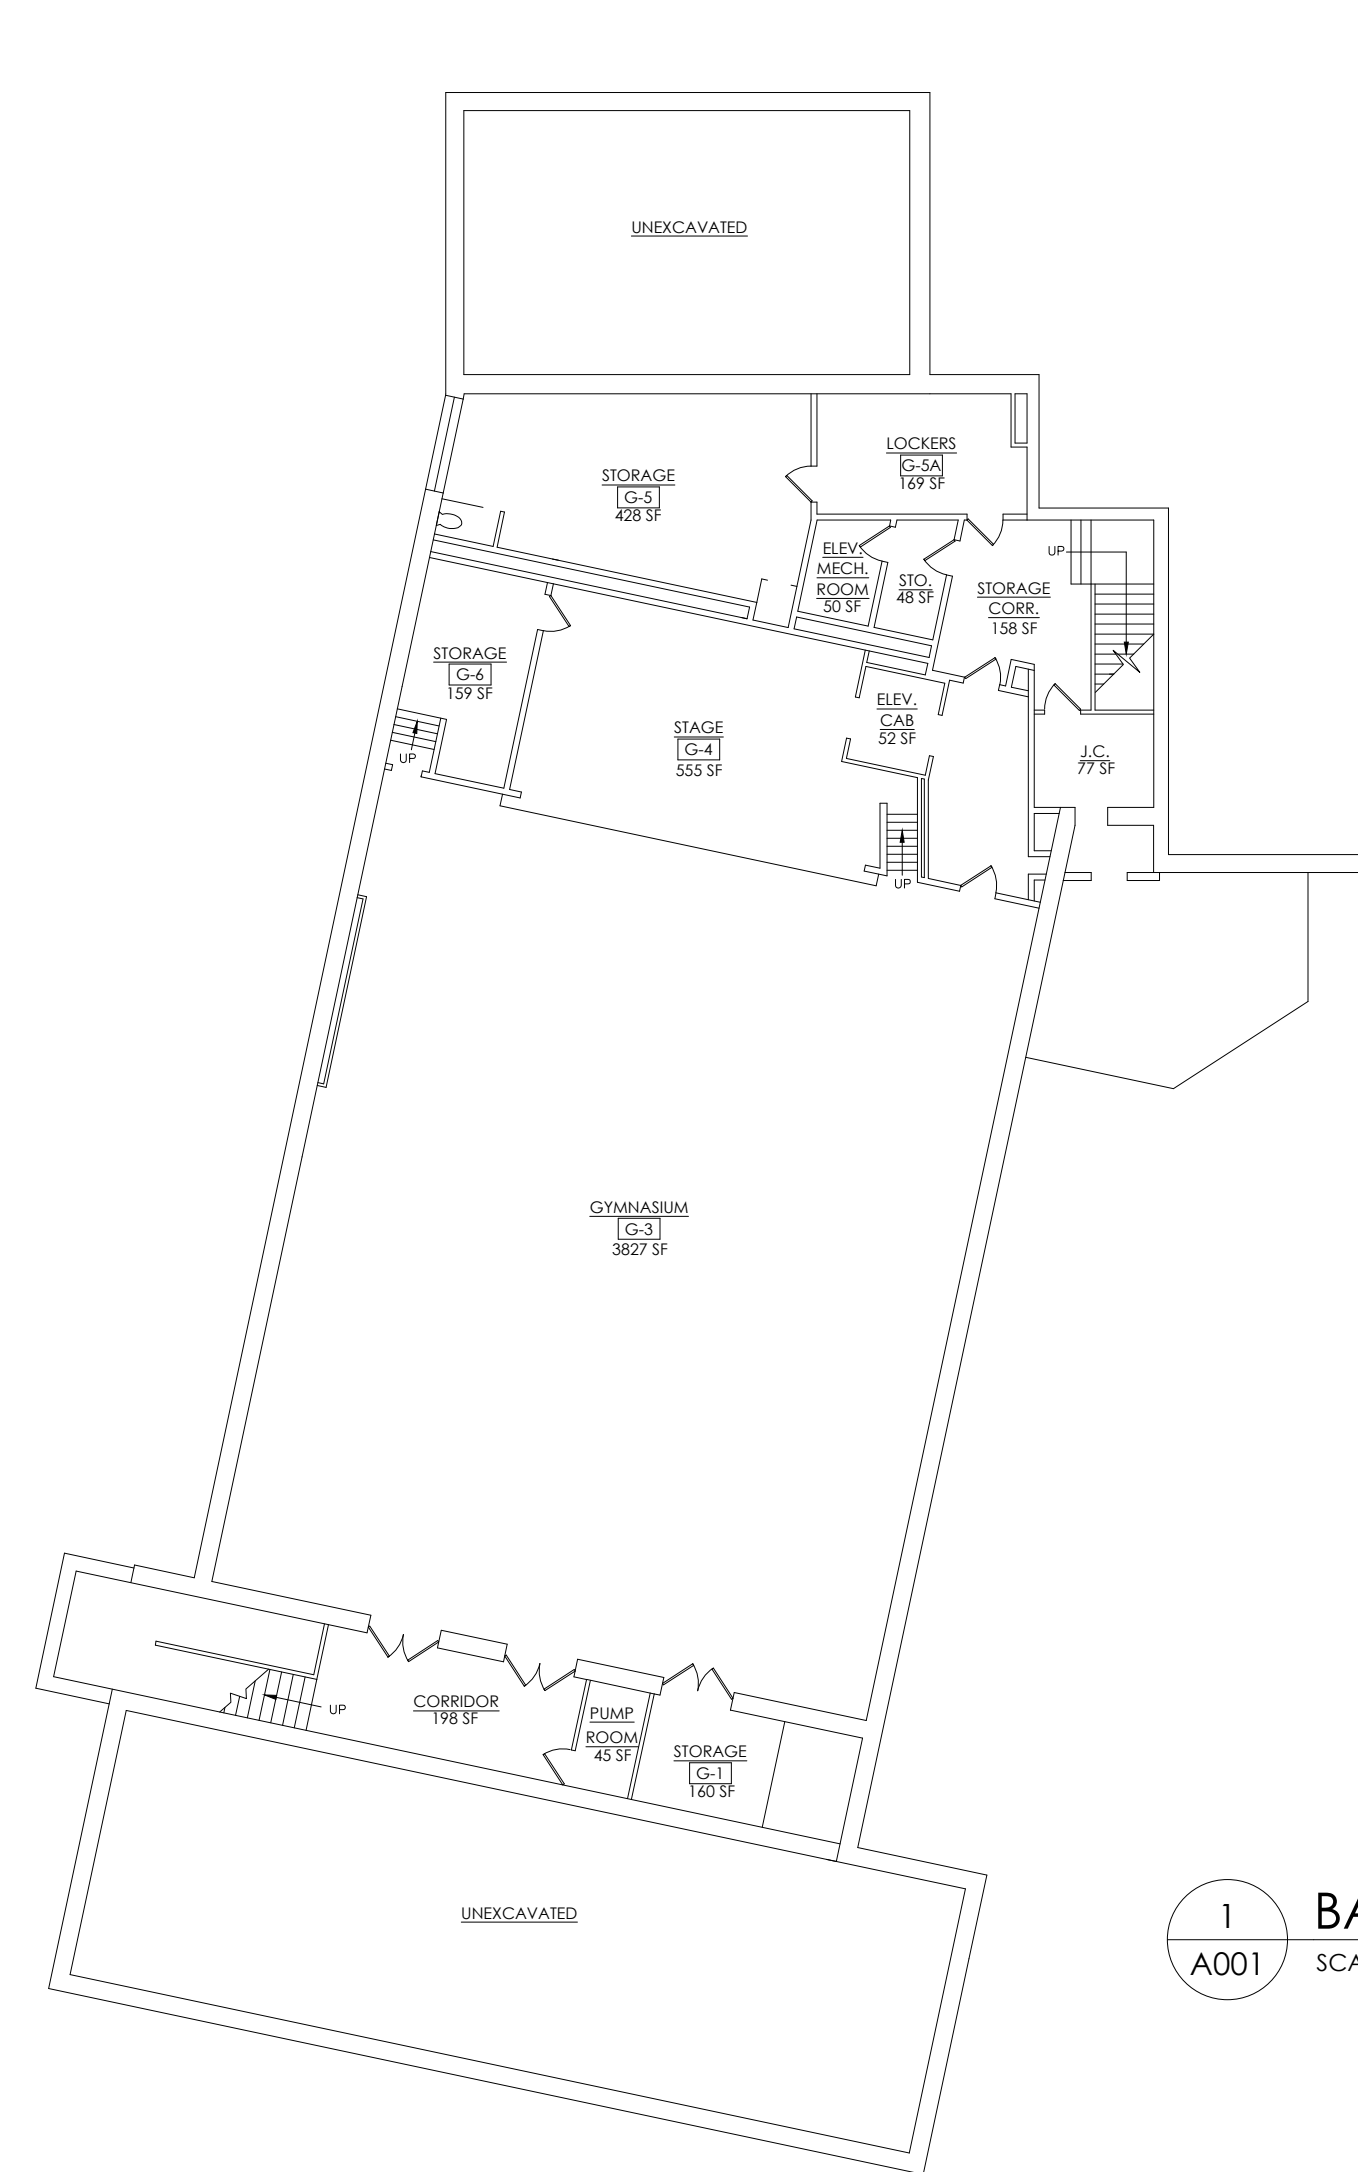 UNEXCAVATED
LOCKERS
G-5A
169 SF
STORAGE
G-5
428 SF
ELEV.
MECH.
ROOM
50 SF
STO.
48 SF
UP
STORAGE
CORR.
158 SF
STORAGE
G-6
159 SF
UP
STAGE
G-4
555 SF
ELEV.
CAB
52 SF
J.C.
77 SF
UP
GYMNASIUM
G-3
3827 SF
UP
CORRIDOR
198 SF
PUMP
ROOM
45 SF
STORAGE
G-1
160 SF
UNEXCAVATED
1
A001
BA
SCA